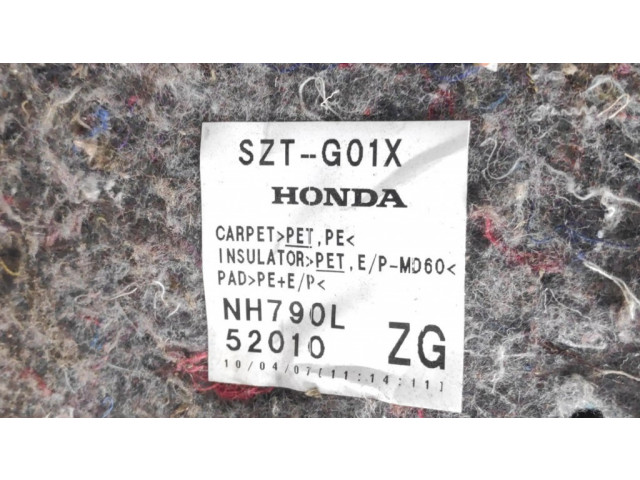 SZT--G01X
HONDA
CARPET>PET,PE<
INSULATOR>PET,E/P-MD60<
PAD>PE+E/P<
NH790L
52010 ZG
10/04/07[11:14:11]